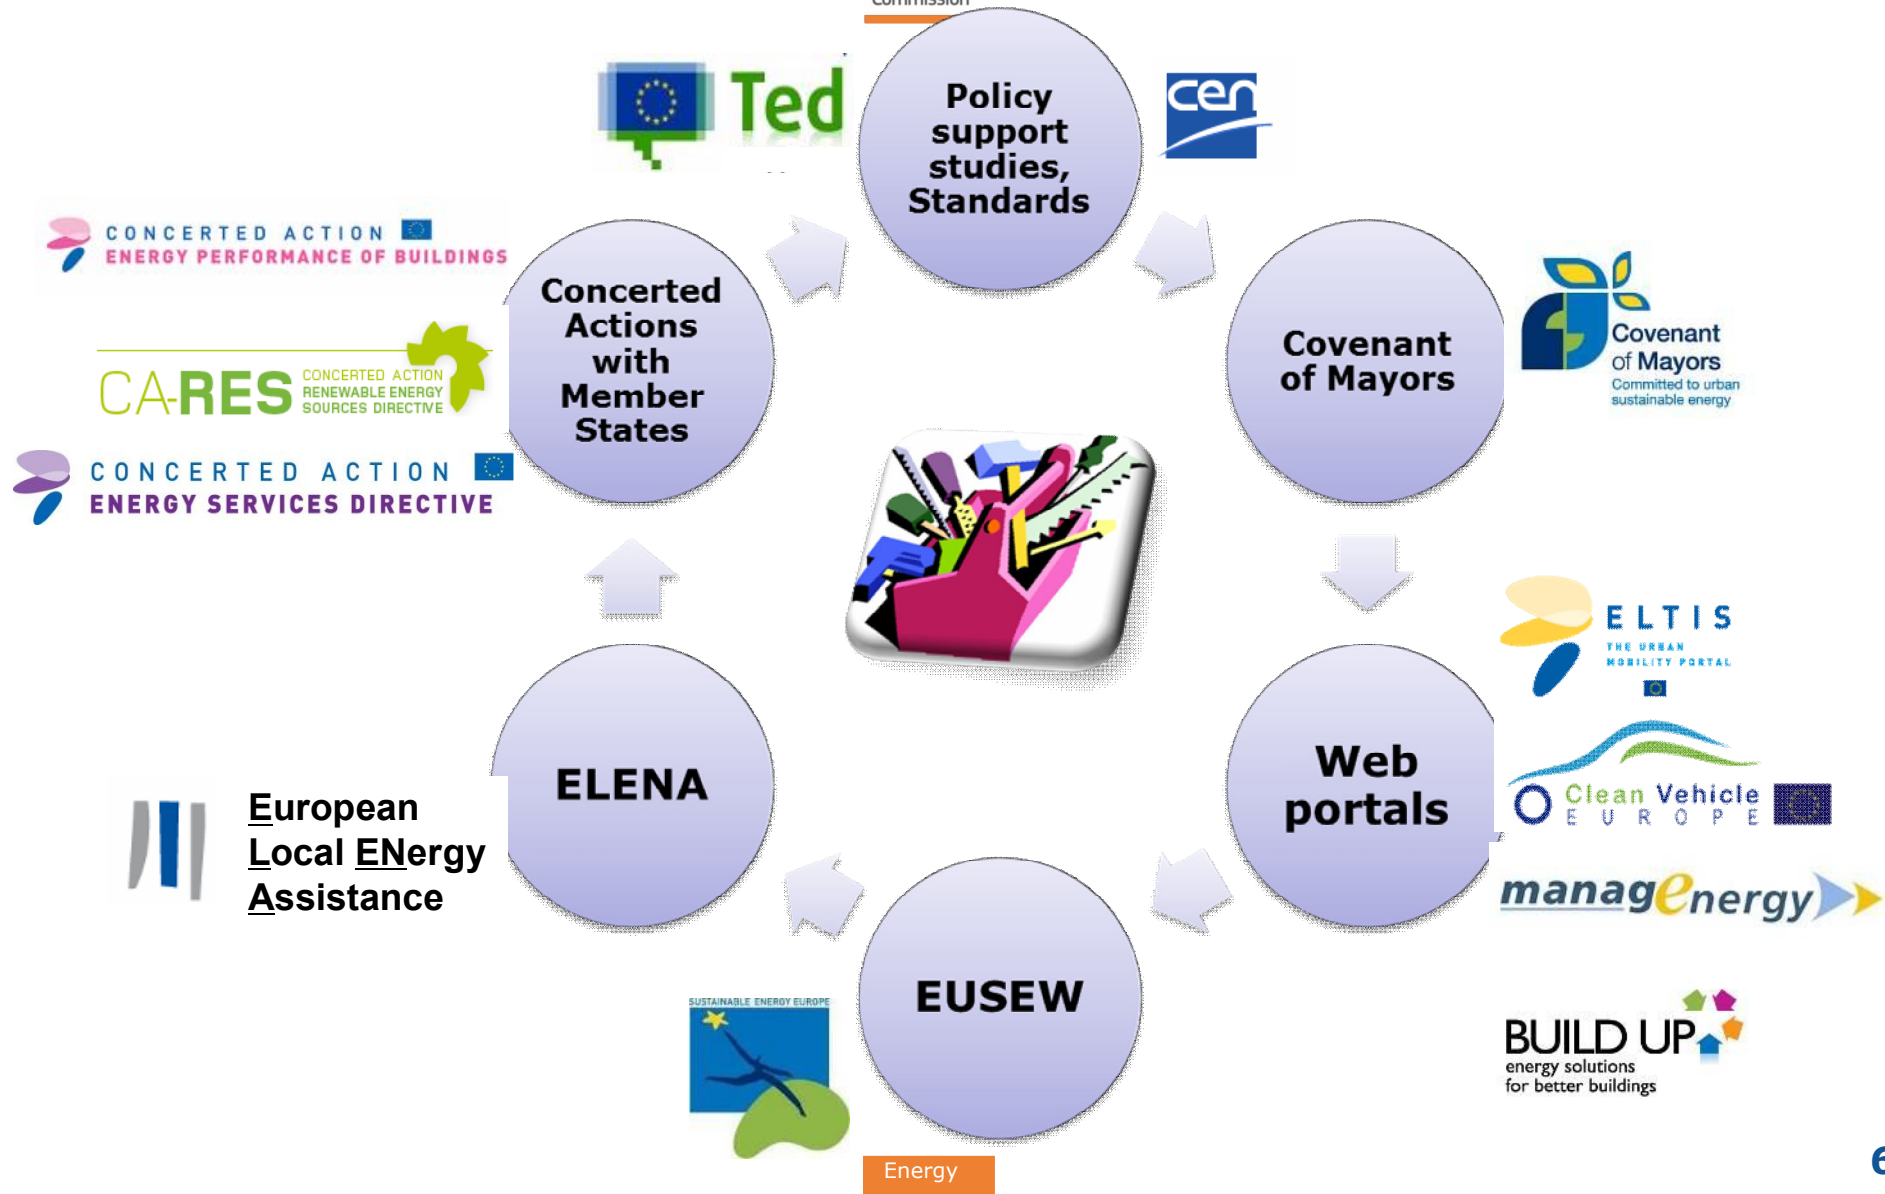 Commission
Ted
Policy
support
studies,
Standards
cen
CONCERTED ACTION
ENERGY PERFORMANCE OF BUILDINGS
CA-RES
CONCERTED ACTION
RENEWABLE ENERGY
SOURCES DIRECTIVE
CONCERTED ACTION
ENERGY SERVICES DIRECTIVE
Concerted
Actions
with
Member
States
Covenant
of Mayors
Covenant
of Mayors
Committed to urban
sustainable energy
ELTIS
THE URBAN
MOBILITY PORTAL
Web
portals
Clean Vehicle
EUROPE
managenergy
BUILD UP
energy solutions
for better buildings
ELENA
European
Local ENergy
Assistance
EUSEW
SUSTAINABLE ENERGY EUROPE
Energy
6